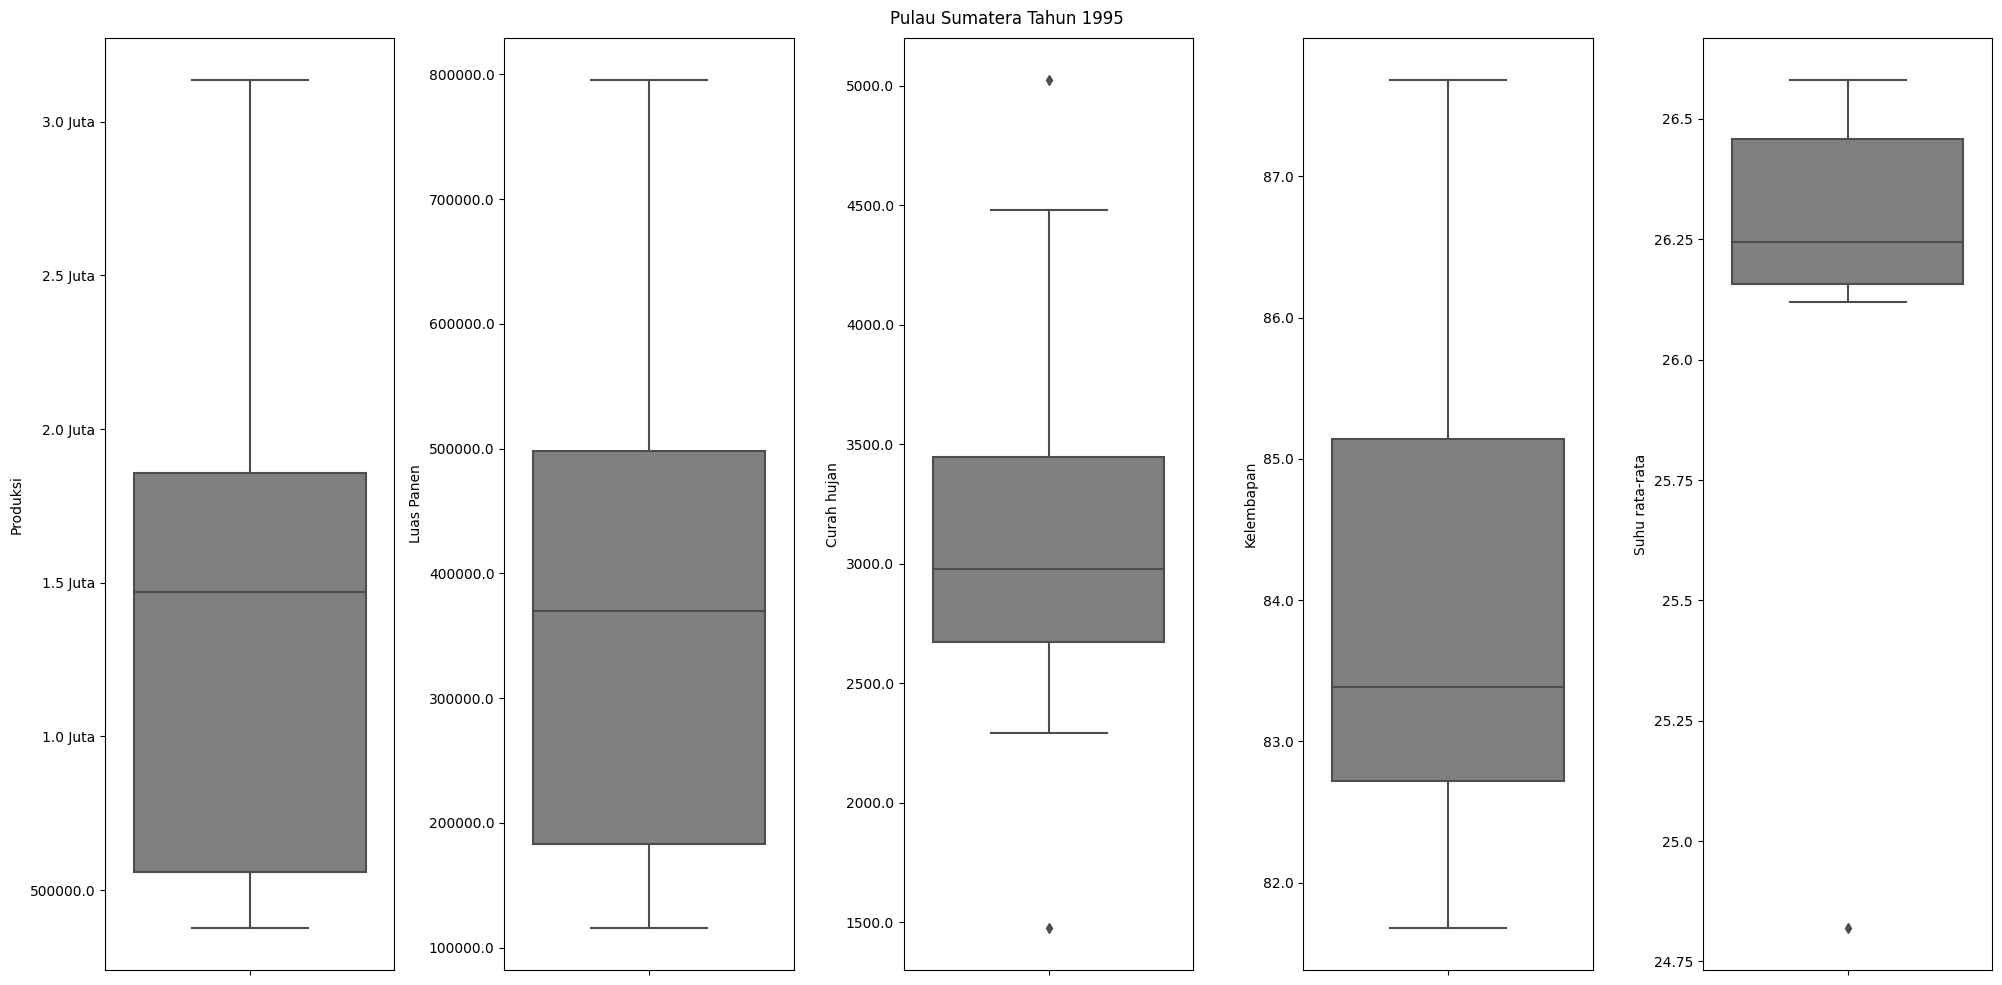 Pulau Sumatera Tahun 1995
Produksi
3.0 Juta
2.5 Juta
2.0 Juta
1.5 Juta
1.0 Juta
500000.0
Luas Panen
800000.0
700000.0
600000.0
500000.0
400000.0
300000.0
200000.0
100000.0
Curah hujan
5000.0
4500.0
4000.0
3500.0
3000.0
2500.0
2000.0
1500.0
Kelembapan
87.0
86.0
85.0
84.0
83.0
82.0
Suhu rata-rata
26.5
26.25
26.0
25.75
25.5
25.25
25.0
24.75